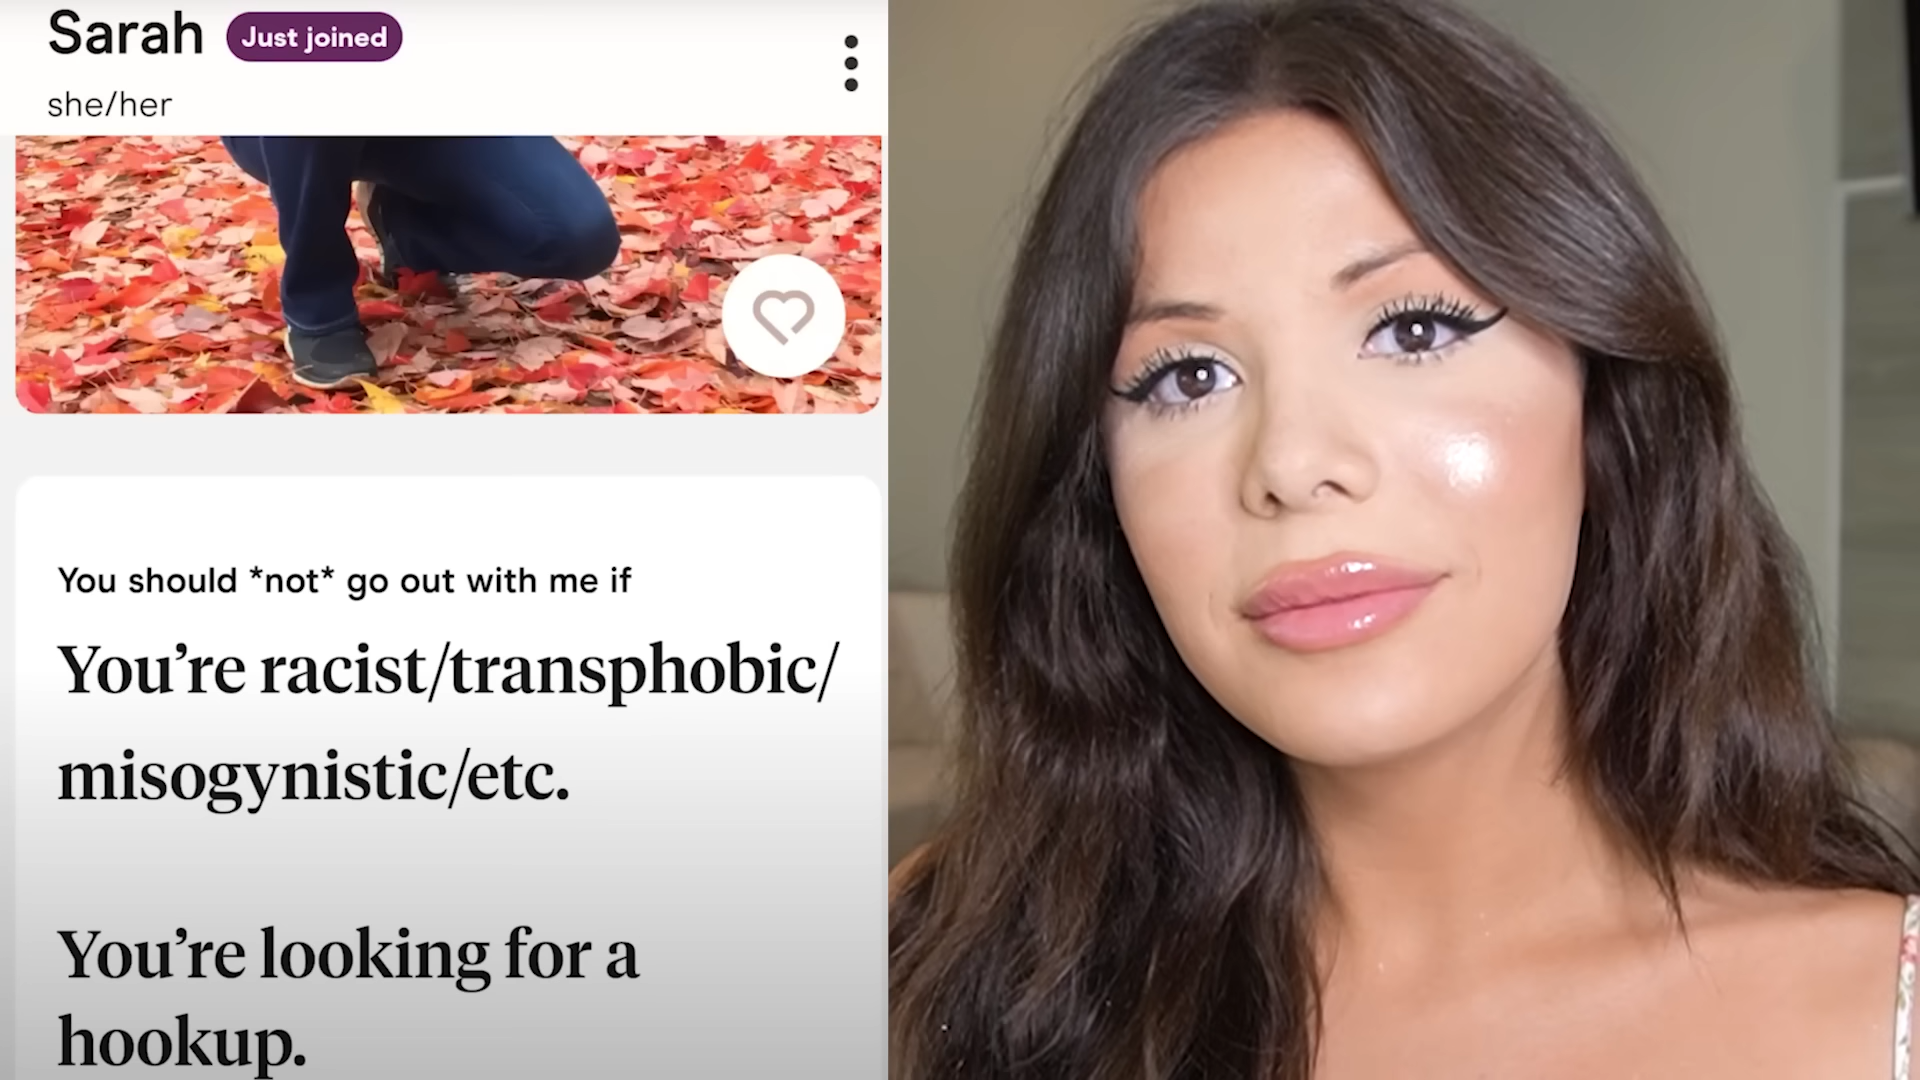 Sarah Just joined
she/her
You should *not* go out with me if
You’re racist/transphobic/
misogynistic/etc.
You’re looking for a
hookup.